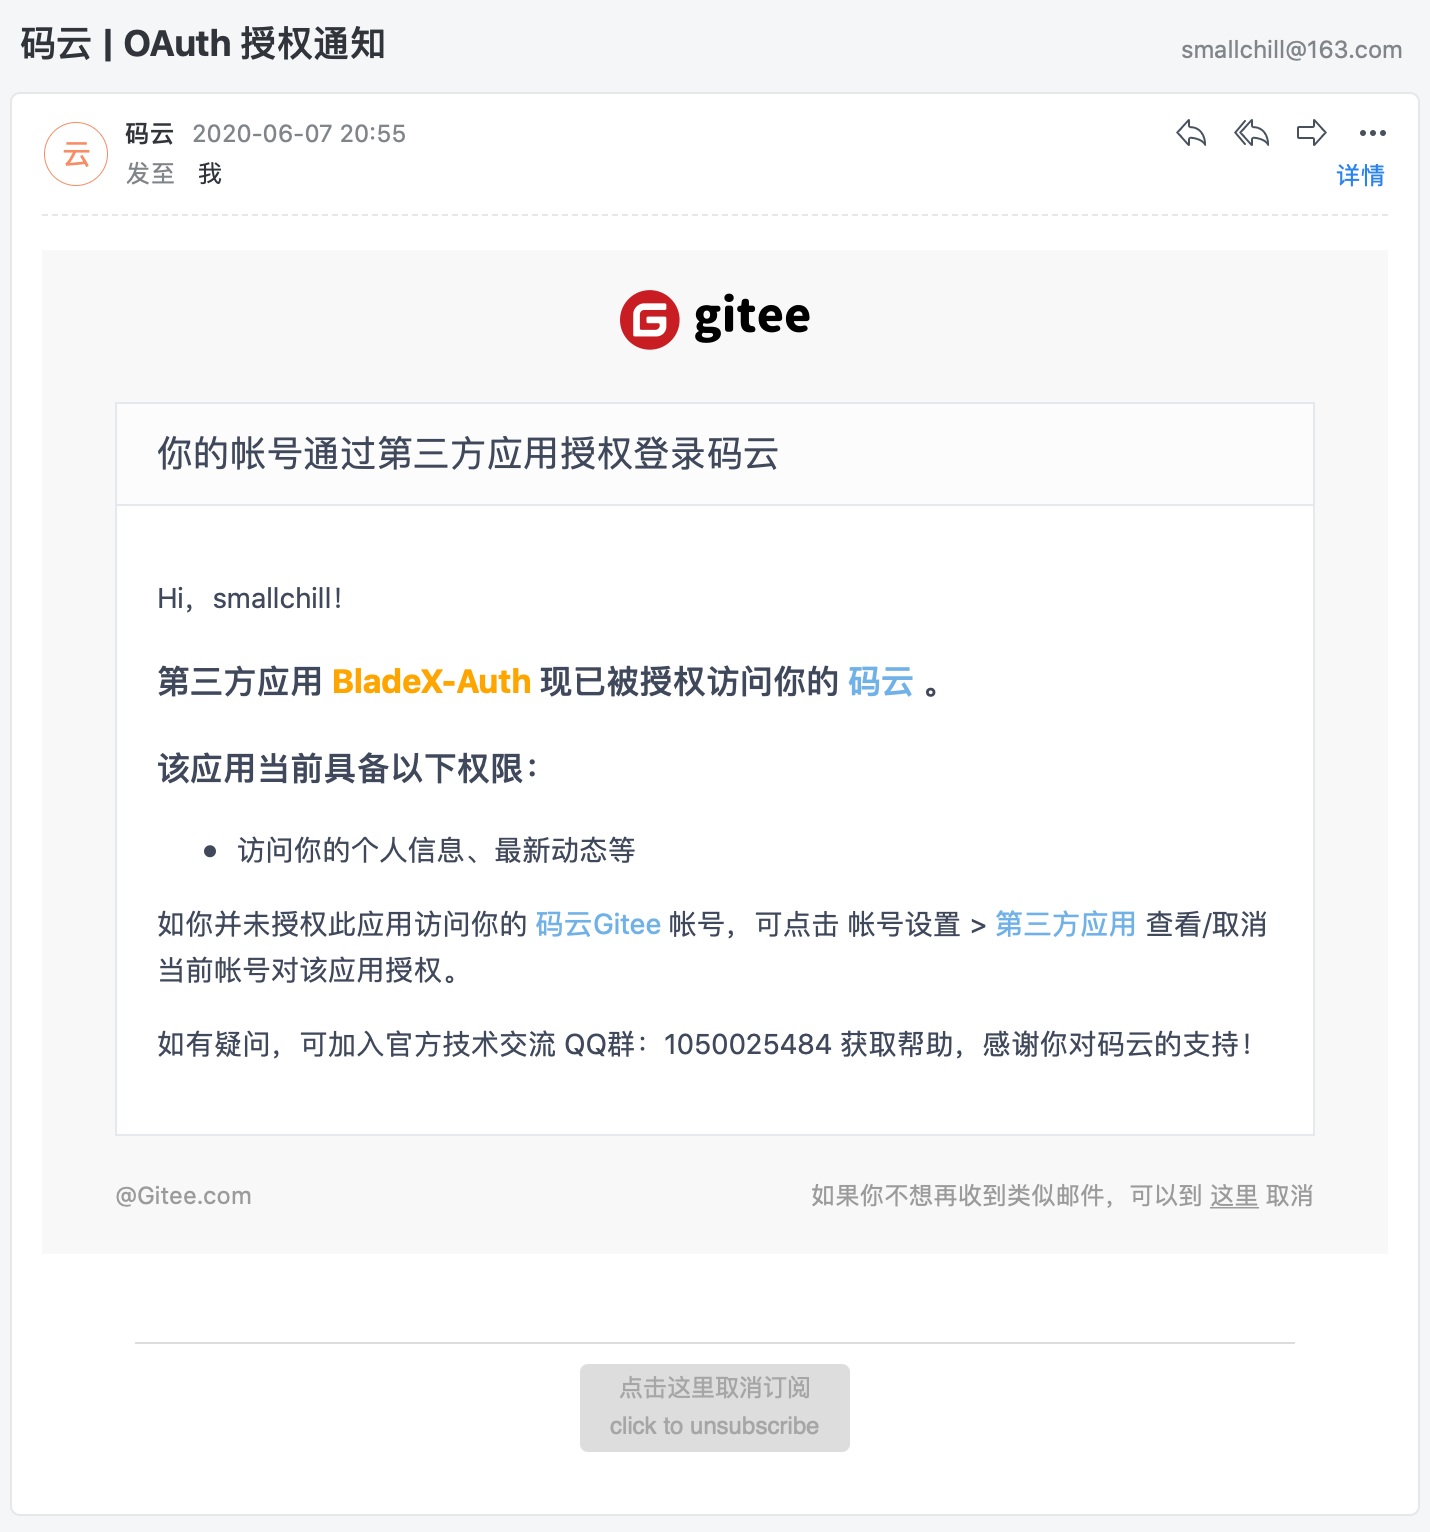 码云 | OAuth 授权通知
smallchill@163.com
云
码云 2020-06-07 20:55
发至 我
详情
G gitee
你的帐号通过第三方应用授权登录码云
Hi，smallchill！
第三方应用 BladeX-Auth 现已被授权访问你的 码云 。
该应用当前具备以下权限：
• 访问你的个人信息、最新动态等
如你并未授权此应用访问你的 码云Gitee 帐号，可点击 帐号设置 > 第三方应用 查看/取消
当前帐号对该应用授权。
如有疑问，可加入官方技术交流 QQ群：1050025484 获取帮助，感谢你对码云的支持！
@Gitee.com
如果你不想再收到类似邮件，可以到 这里 取消
点击这里取消订阅
click to unsubscribe